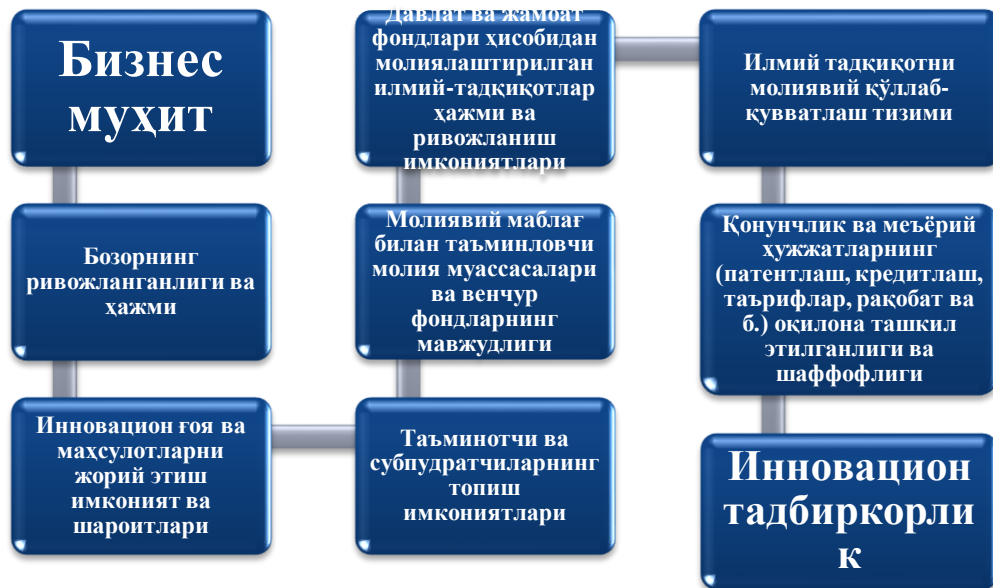 Бизнес
муҳит
Бозорнинг
ривожланганлиги ва
ҳажми
Инновацион ғоя ва
маҳсулотларни
жорий этиш
имконият ва
шароитлари
Таъминотчи ва
субпудратчиларнинг
топиш
имкониятлари
Молиявий маблағ
билан таъминловчи
молия муассасалари
ва венчур
фондларнинг
мавжудлиги
Давлат ва жамоат
фондлари ҳисобидан
молиялаштирилган
илмий-тадқиқотлар
ҳажми ва
ривожланиш
имкониятлари
Илмий тадқиқотни
молиявий қўллаб-
қувватлаш тизими
Қонунчлик ва меъёрий
ҳужжатларнинг
(патентлаш, кредитлаш,
таърифлар, рақобат ва
б.) оқилона ташкил
этилганлиги ва
шаффофлиги
Инновацион
тадбиркорли
к